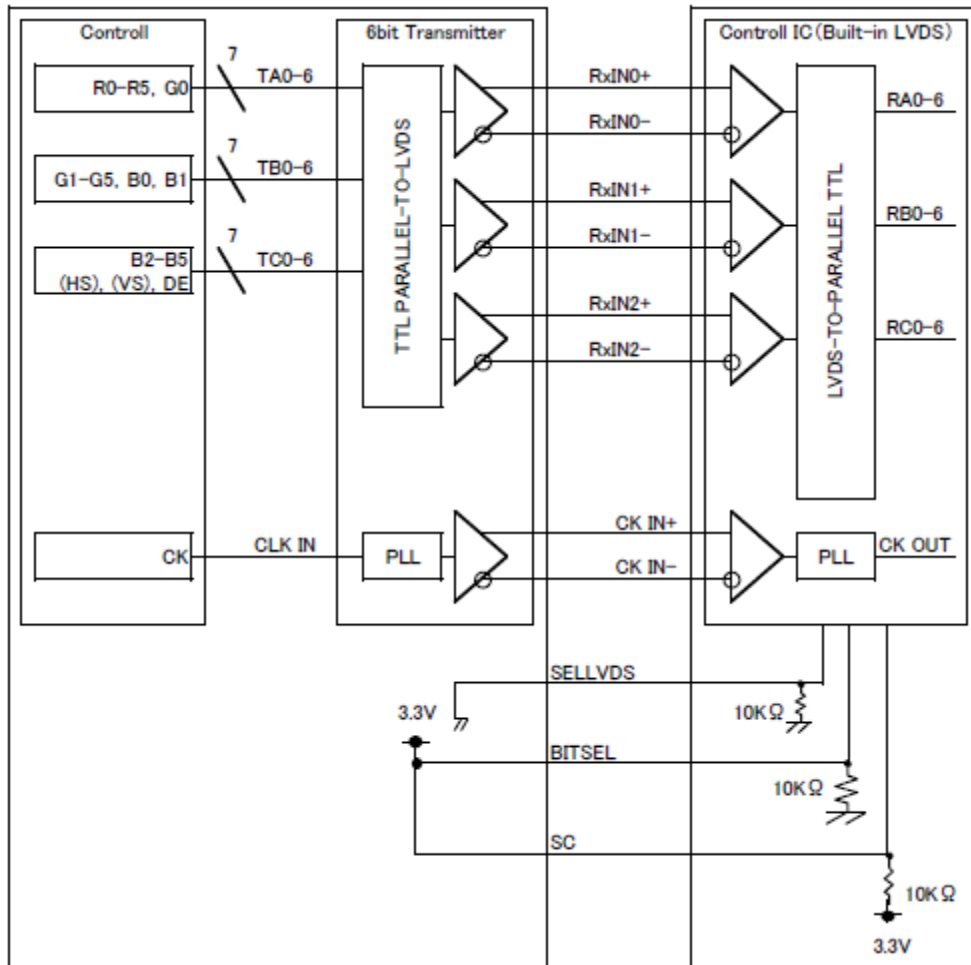 Controll
6bit Transmitter
Controll IC(Built-in LVDS)
7
R0-R5, G0
TA0-6
RxIN0+
RA0-6
RxIN0-
7
G1-G5, B0, B1
TB0-6
RxIN1+
RB0-6
RxIN1-
7
B2-B5
(HS), (VS), DE
TC0-6
RxIN2+
RC0-6
RxIN2-
TTL PARALLEL-TO-LVDS
LVDS-TO-PARALLEL TTL
CK
CLK IN
PLL
CK IN+
CK IN-
PLL
CK OUT
SELLVDS
3.3V
10KΩ
BITSEL
10KΩ
SC
10KΩ
3.3V